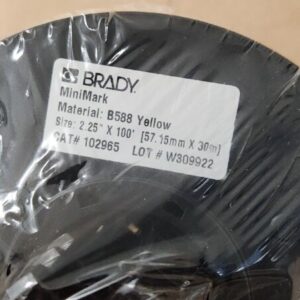 BRADY.
MiniMark
Material: B588 Yellow
Size: 2.25" X 100' [57.15mm X 30m]
CAT# 102965 LOT # W309922